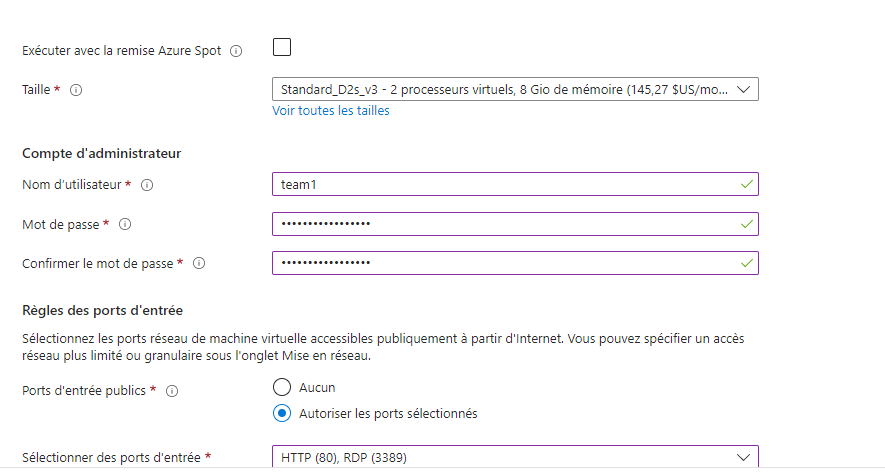 Exécuter avec la remise Azure Spot
Taille *
Standard_D2s_v3 - 2 processeurs virtuels, 8 Gio de mémoire (145,27 $US/mo...
Voir toutes les tailles
Compte d'administrateur
Nom d'utilisateur *
team1
Mot de passe *
•••••••••••••••••
Confirmer le mot de passe *
•••••••••••••••••
Règles des ports d'entrée
Sélectionnez les ports réseau de machine virtuelle accessibles publiquement à partir d'Internet. Vous pouvez spécifier un accès
réseau plus limité ou granulaire sous l'onglet Mise en réseau.
Ports d'entrée publics *
Aucun
Autoriser les ports sélectionnés
Sélectionner des ports d'entrée *
HTTP (80), RDP (3389)